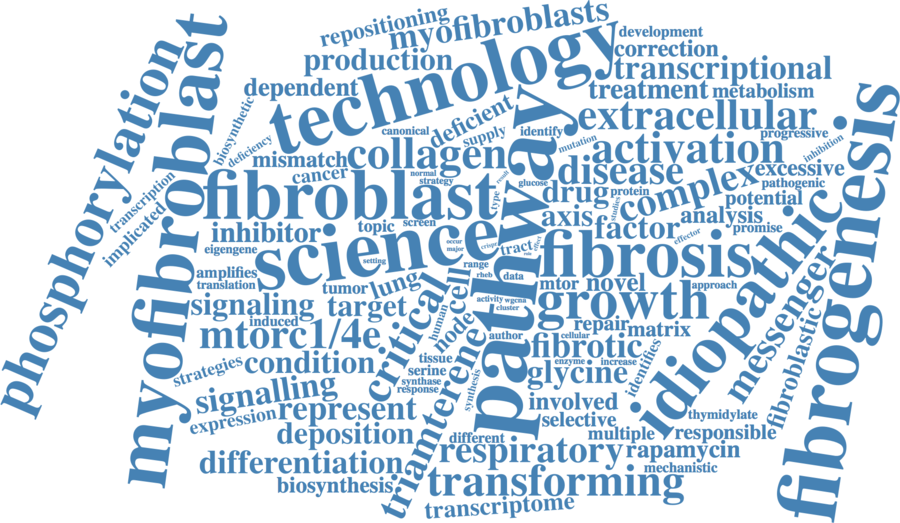 repositioning
myofibroblasts
development
production
technology
correction
transcriptional
dependent
treatment
metabolism
phosphorylation
myofibroblast
biosynthetic
deficiency
canonical
deficient
supply
identify
extracellular
progressive
mutation
inhibition
mismatch
collagen
activation
cancer
normal
strategy
result
type
glucose
disease
excessive
pathogenic
drug
protein
complex
potential
transcription
implicated
fibroblast
pathway
studies
axis
factor
analysis
promise
inhibitor
topic
screen
science
occur
major
crispr
tract
role
effect
effector
eigengene
setting
fibrosis
idiopathic
fibrogenesis
amplifies
translation
tumor
lung
range
rheb
data
mtor
novel
approach
signaling
target
critical
cell
activity
wgcna
cluster
growth
messenger
induced
mtorc1/4e
human
node
author
cellular
repair
matrix
fibrotic
strategies
condition
tissue
serine
synthase
response
enzyme
increase
glycine
identifies
fibroblastic
signalling
expression
represent
triamterene
synthesis
involved
selective
thymidylate
deposition
different
multiple
responsible
differentiation
respiratory
rapamycin
mechanistic
biosynthesis
transforming
transcriptome